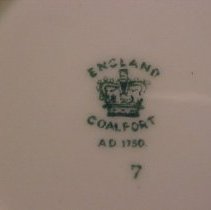 ENGLAND
COALPORT
AD 1750.
7